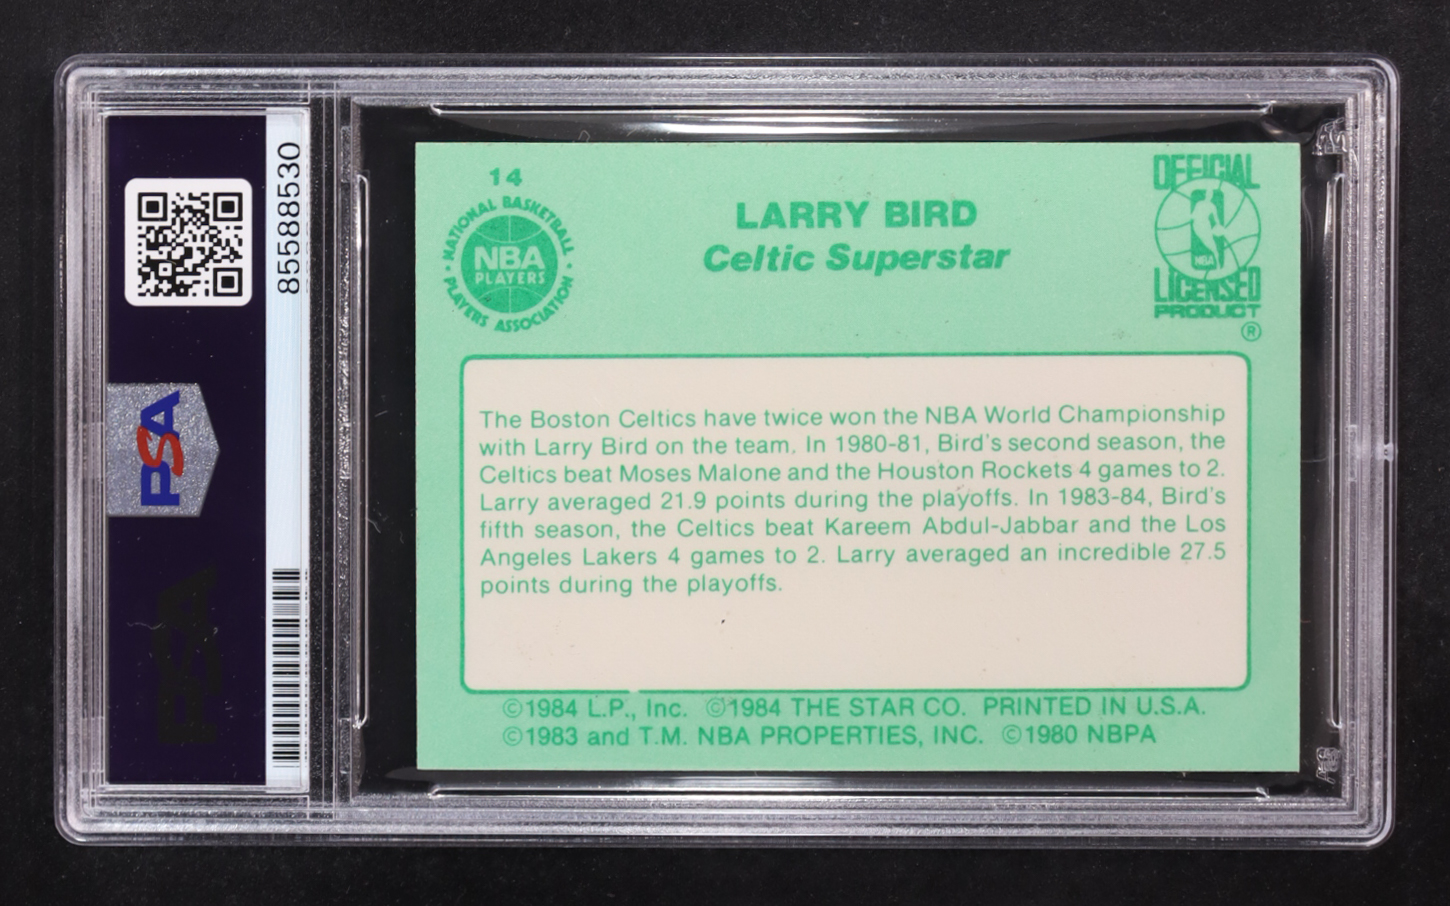 85588530
PSA
PSA
14
NATIONAL BASKETBALL
NBA
PLAYERS
PLAYERS ASSOCIATION
LARRY BIRD
Celtic Superstar
OFFICIAL
NBA
LICENSED
PRODUCT
®
The Boston Celtics have twice won the NBA World Championship
with Larry Bird on the team. In 1980-81, Bird's second season, the
Celtics beat Moses Malone and the Houston Rockets 4 games to 2.
Larry averaged 21.9 points during the playoffs. In 1983-84, Bird's
fifth season, the Celtics beat Kareem Abdul-Jabbar and the Los
Angeles Lakers 4 games to 2. Larry averaged an incredible 27.5
points during the playoffs.
©1984 L.P., Inc. ©1984 THE STAR CO. PRINTED IN U.S.A.
©1983 and T.M. NBA PROPERTIES, INC. ©1980 NBPA